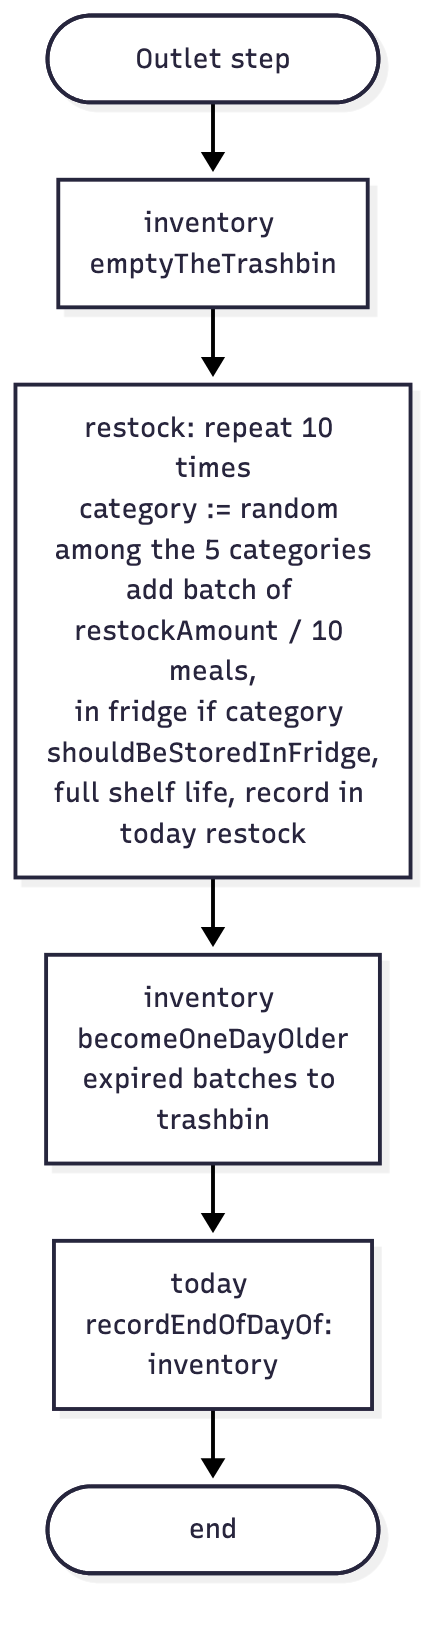 Outlet step
inventory
emptyTheTrashbin
restock: repeat 10
times
category := random
among the 5 categories
add batch of
restockAmount / 10
meals,
in fridge if category
shouldBeStoredInFridge,
full shelf life, record in
today restock
inventory
becomeOneDayOlder
expired batches to
trashbin
today
recordEndOfDayOf:
inventory
end